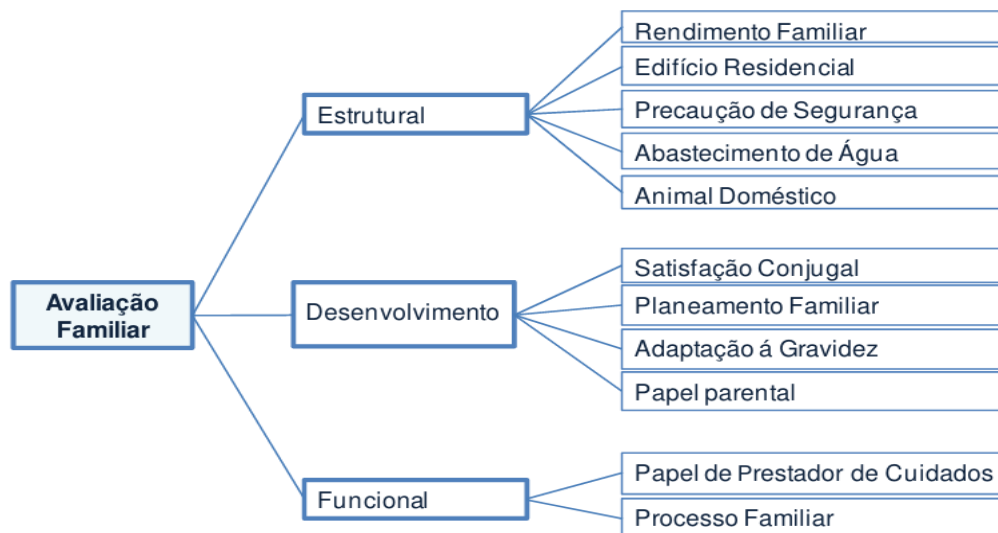 Avaliação
Familiar
Estrutural
Rendimento Familiar
Edifício Residencial
Precaução de Segurança
Abastecimento de Água
Animal Doméstico
Desenvolvimento
Satisfação Conjugal
Planeamento Familiar
Adaptação á Gravidez
Papel parental
Funcional
Papel de Prestador de Cuidados
Processo Familiar